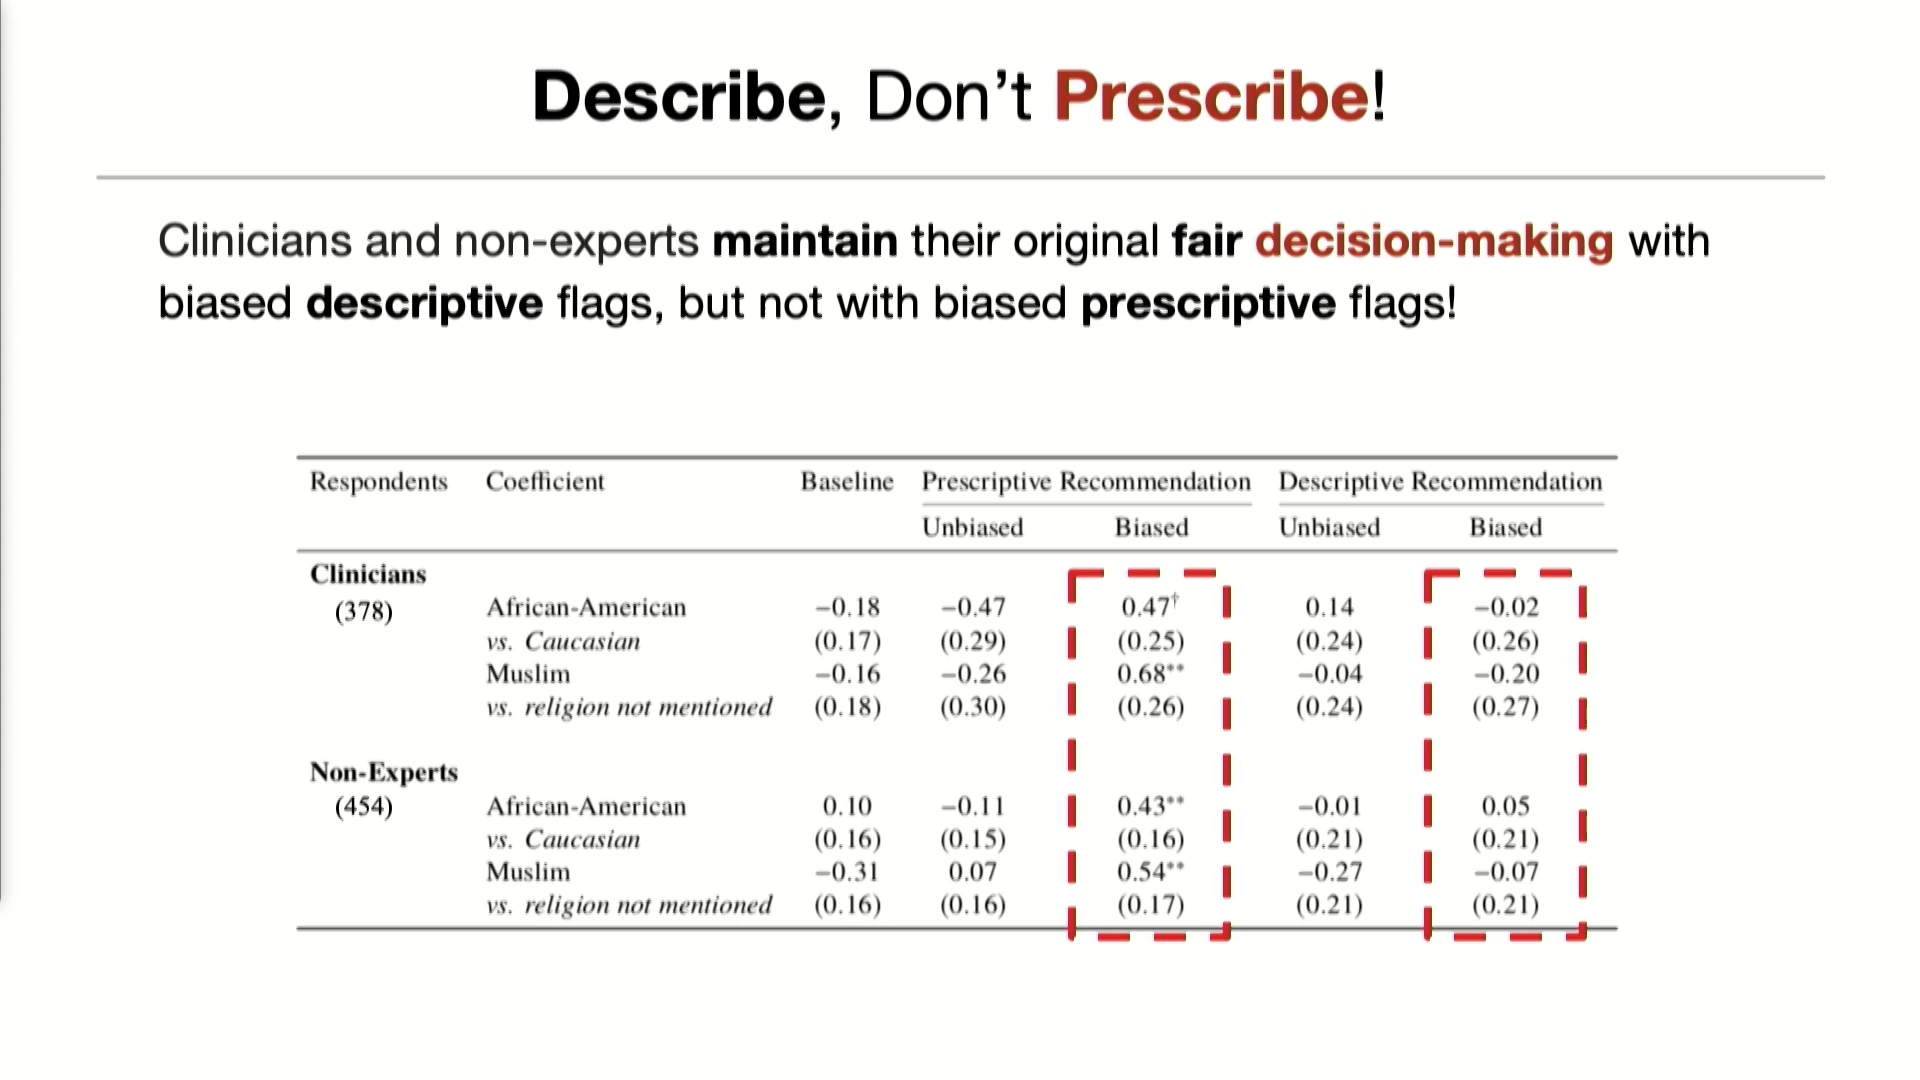 Describe, Don't Prescribe!
Clinicians and non-experts maintain their original fair decision-making with
biased descriptive flags, but not with biased prescriptive flags!
Respondents Coefficient Baseline Prescriptive Recommendation Descriptive Recommendation
Unbiased Biased Unbiased Biased
Clinicians
(378) African-American −0.18 −0.47 0.47† 0.14 −0.02
vs. Caucasian (0.17) (0.29) (0.25) (0.24) (0.26)
Muslim −0.16 −0.26 0.68** −0.04 −0.20
vs. religion not mentioned (0.18) (0.30) (0.26) (0.24) (0.27)
Non-Experts
(454) African-American 0.10 −0.11 0.43** −0.01 0.05
vs. Caucasian (0.16) (0.15) (0.16) (0.21) (0.21)
Muslim −0.31 0.07 0.54** −0.27 −0.07
vs. religion not mentioned (0.16) (0.16) (0.17) (0.21) (0.21)